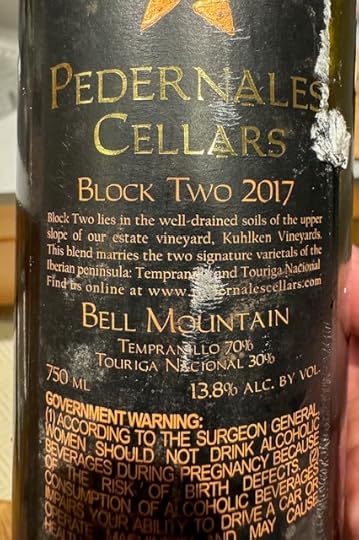 PEDERNALES
CELLARS
BLOCK TWO 2017
Block Two lies in the well-drained soils of the upper
slope of our estate vineyard, Kuhlken Vineyards.
This blend marries the two signature varietals of the
Iberian peninsula: Tempranillo and Touriga Nacional
Find us online at www.pedernalescellars.com
BELL MOUNTAIN
TEMPRANILLO 70%
TOURIGA NACIONAL 30%
750 ML 13.8% ALC. BY VOL.
GOVERNMENT WARNING:
(1) ACCORDING TO THE SURGEON GENERAL,
WOMEN SHOULD NOT DRINK ALCOHOLIC
BEVERAGES DURING PREGNANCY BECAUSE
OF THE RISK OF BIRTH DEFECTS. (2)
CONSUMPTION OF ALCOHOLIC BEVERAGES
IMPAIRS YOUR ABILITY TO DRIVE A CAR OR
OPERATE AND MAY CAUSE